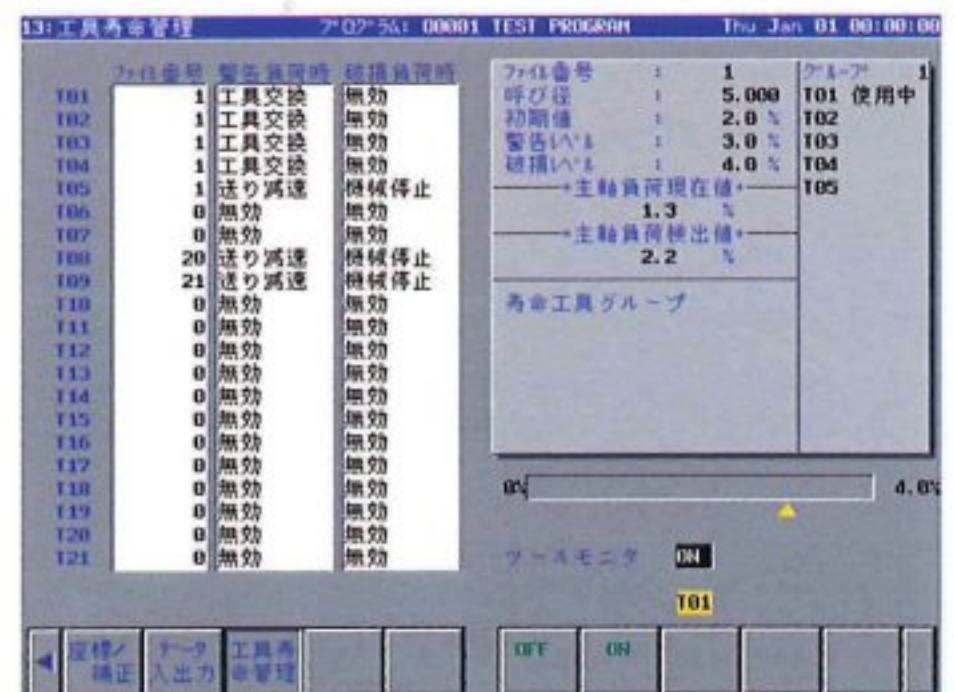 13:工具寿命管理 プログラム: 00001 TEST PROGRAM Thu Jan 01 00:00:00
ファイル番号 警告負荷時 破損負荷時
T01 1 工具交換 無効
T02 1 工具交換 無効
T03 1 工具交換 無効
T04 1 工具交換 無効
T05 1 送り減速 機械停止
T06 0 無効 無効
T07 0 無効 無効
T08 20 送り減速 機械停止
T09 21 送り減速 機械停止
T10 0 無効 無効
T11 0 無効 無効
T12 0 無効 無効
T13 0 無効 無効
T14 0 無効 無効
T15 0 無効 無効
T16 0 無効 無効
T17 0 無効 無効
T18 0 無効 無効
T19 0 無効 無効
T20 0 無効 無効
T21 0 無効 無効
ファイル番号 : 1
呼び径 : 5.000
初期値 : 2.0 %
警告レベル : 3.0 %
破損レベル : 4.0 %
*主軸負荷現在値*
1.3 %
*主軸負荷検出値*
2.2 %
寿命工具グループ
グループ 1
T01 使用中
T02
T03
T04
T05
0% 4.0%
ツールモニタ ON
T01
座標/補正 データ入出力 工具寿命管理 OFF ON